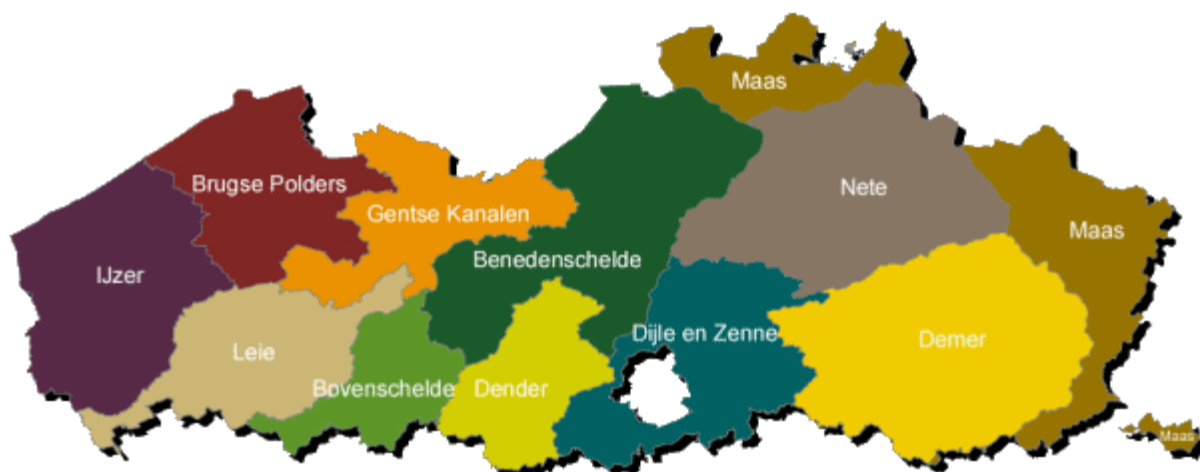 Maas
Brugse Polders
Nete
Gentse Kanalen
Maas
Benedenschelde
IJzer
Dijle en Zenne
Demer
Leie
Bovenschelde
Dender
Maas